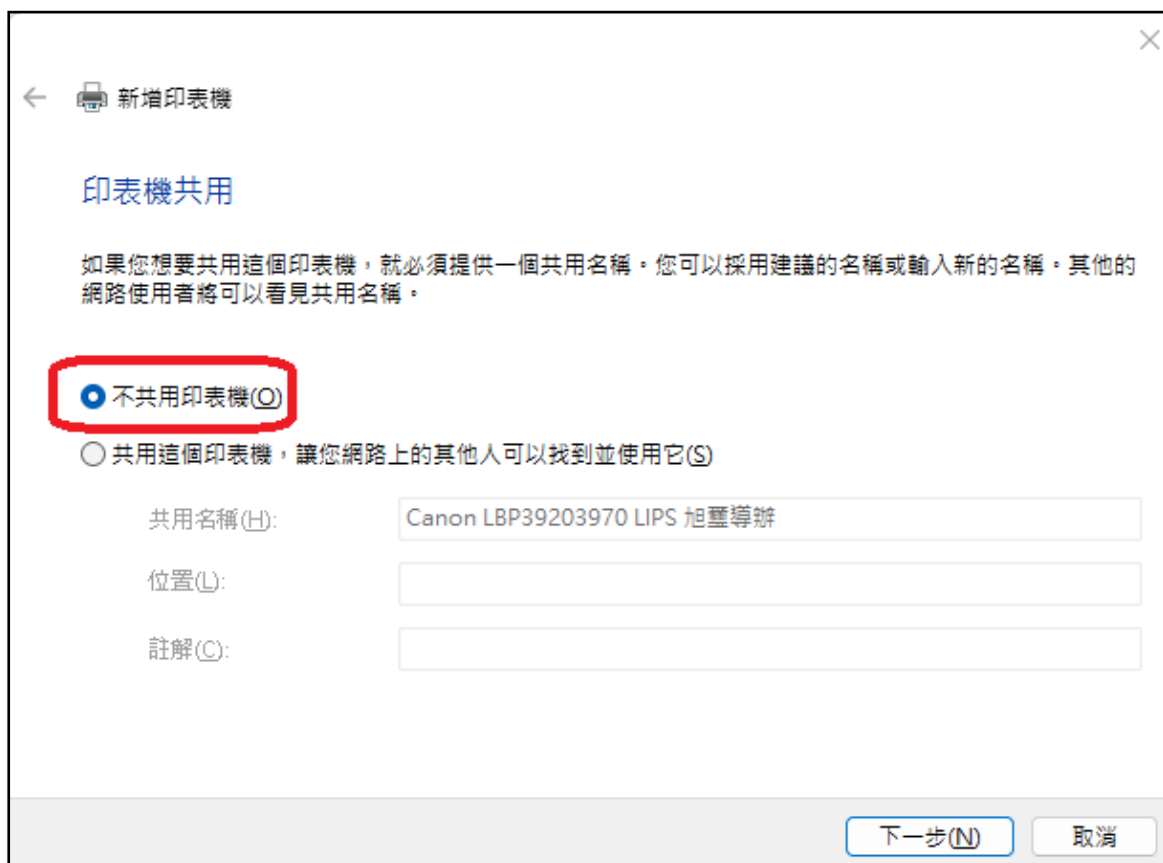 新增印表機
印表機共用
如果您想要共用這個印表機，就必須提供一個共用名稱。您可以採用建議的名稱或輸入新的名稱。其他的
網路使用者將可以看見共用名稱。
不共用印表機(O)
共用這個印表機，讓您網路上的其他人可以找到並使用它(S)
共用名稱(H): Canon LBP39203970 LIPS 旭璽導辦
位置(L):
註解(C):
下一步(N) 取消